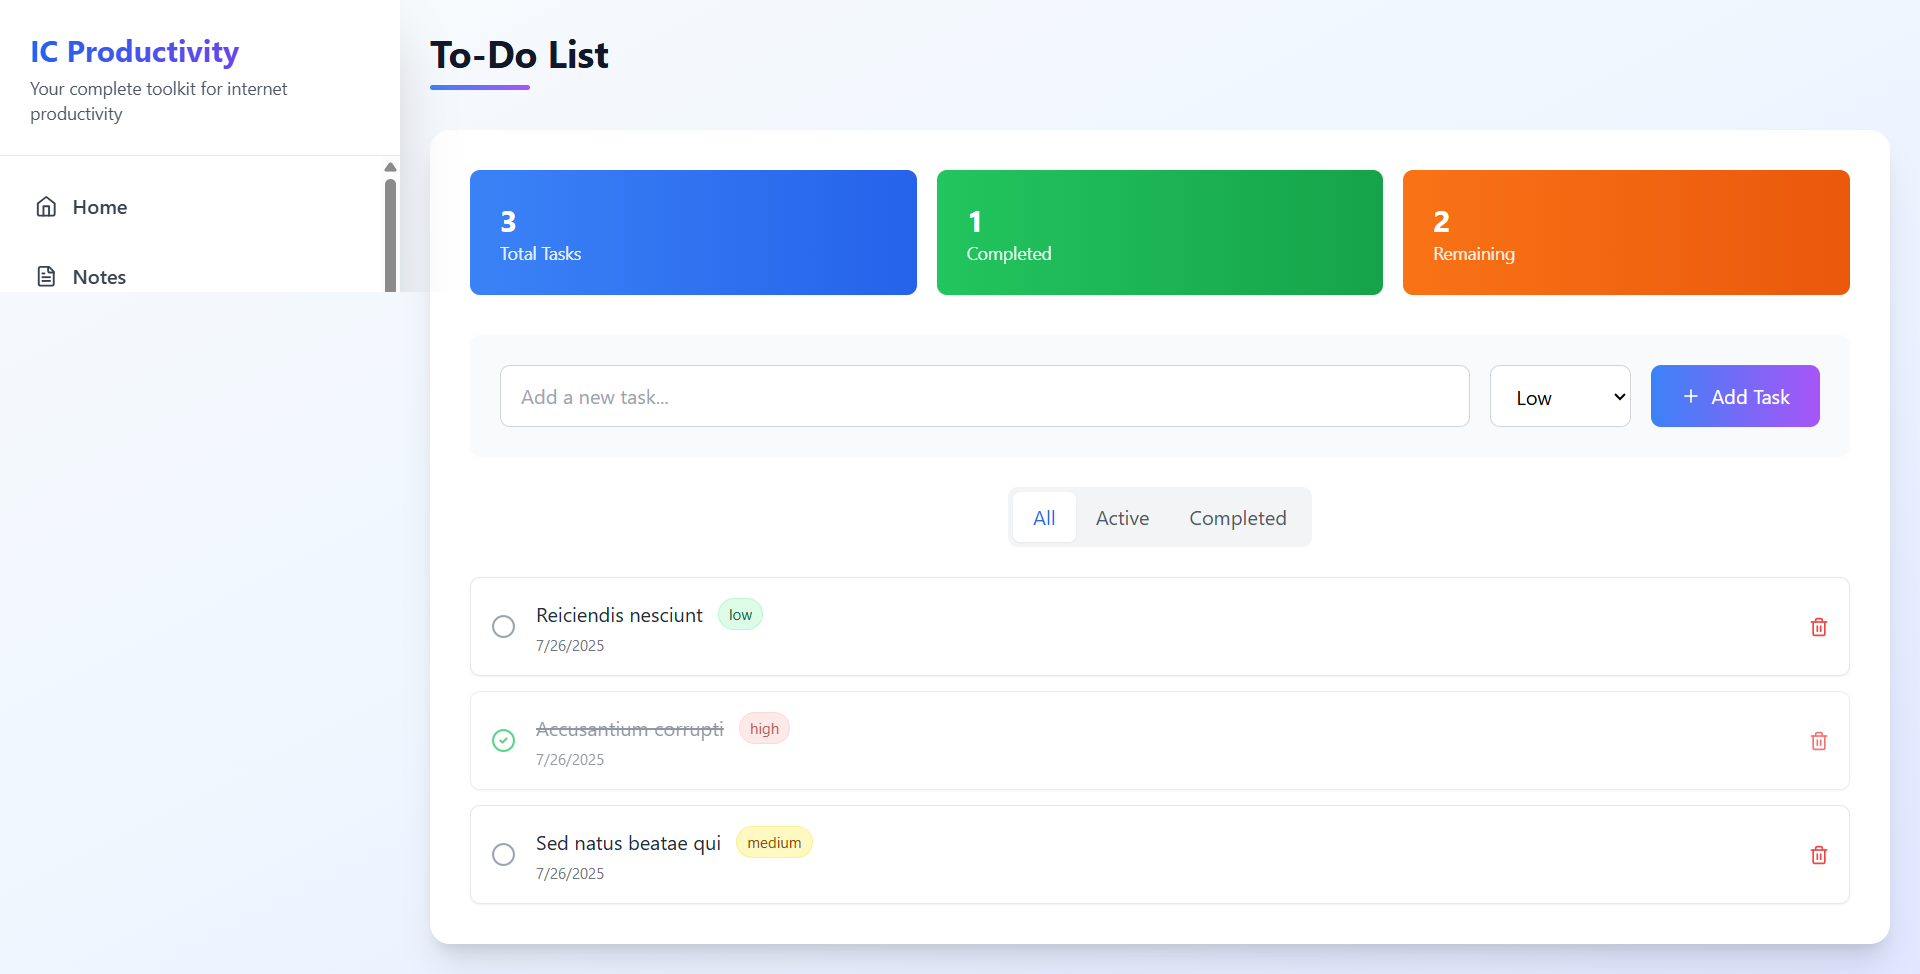 IC Productivity
Your complete toolkit for internet
productivity
Home
Notes
To-Do List
3
Total Tasks
1
Completed
2
Remaining
Add a new task...
Low
Add Task
All
Active
Completed
Reiciendis nesciunt
low
7/26/2025
Accusantium corrupti
high
7/26/2025
Sed natus beatae qui
medium
7/26/2025